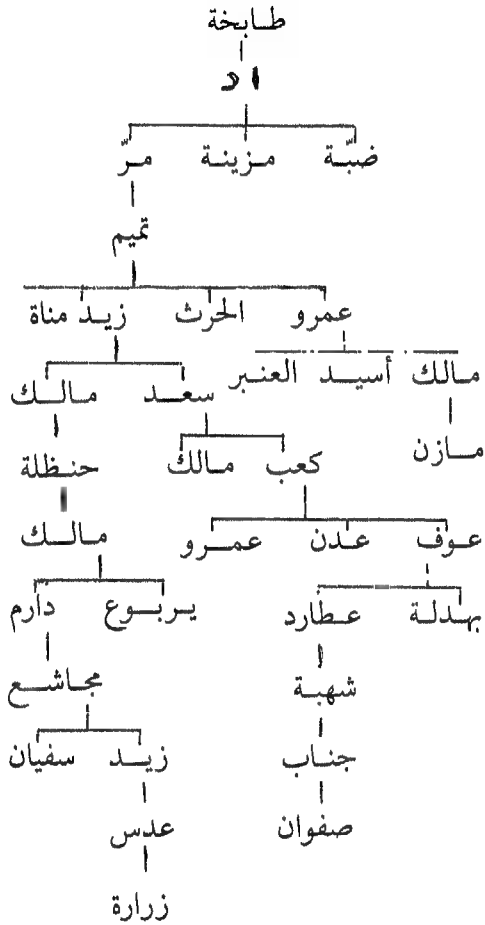 طابخة
اد
ضبّة مزينة مرّ
تميم
عمرو الحرث زيد مناة
مالك أسيد العنبر سعد مالك
مازن كعب مالك حنظلة
عوف عدن عمرو مالك
بهدلة عطارد يربوع دارم
شهبة مجاشع
جناب زيد سفيان
صفوان عدس
زرارة